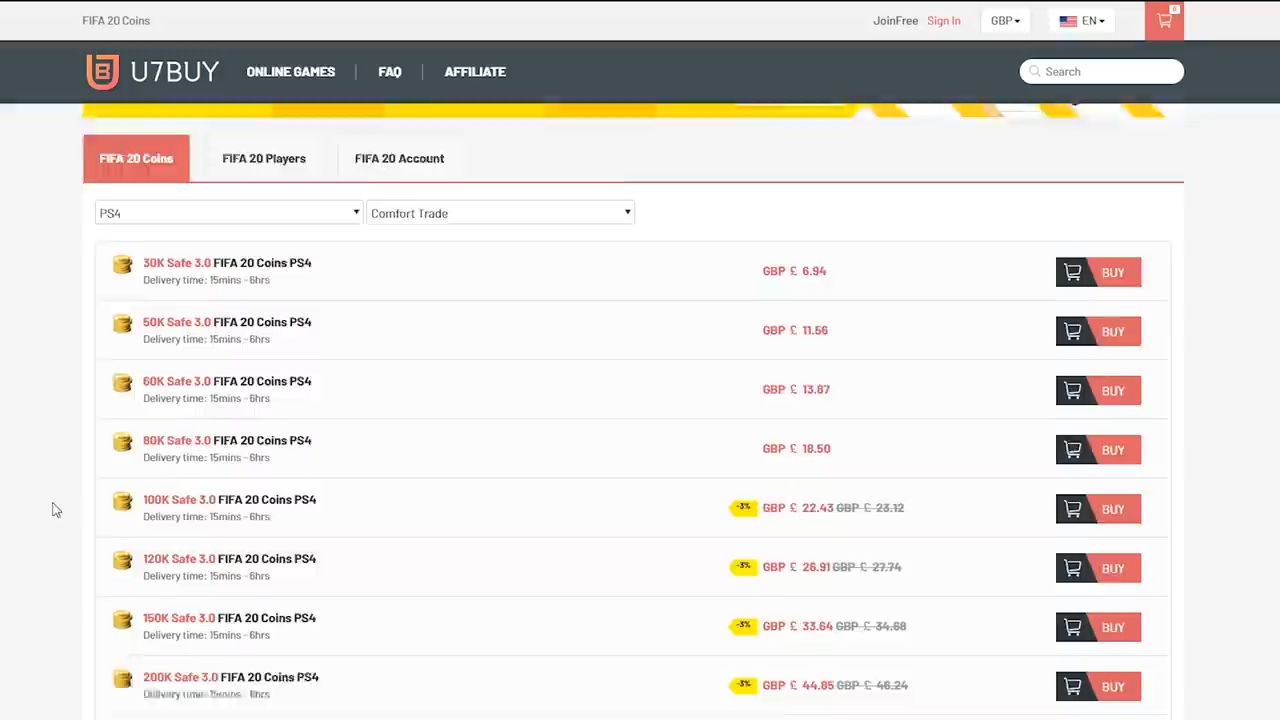 FIFA 20 Coins JoinFree Sign In GBP EN 0
U7BUY ONLINE GAMES FAQ AFFILIATE Search
FIFA 20 Coins FIFA 20 Players FIFA 20 Account
PS4 Comfort Trade
30K Safe 3.0 FIFA 20 Coins PS4 GBP £ 6.94 BUY
Delivery time: 15mins - 6hrs
50K Safe 3.0 FIFA 20 Coins PS4 GBP £ 11.56 BUY
Delivery time: 15mins - 6hrs
60K Safe 3.0 FIFA 20 Coins PS4 GBP £ 13.87 BUY
Delivery time: 15mins - 6hrs
80K Safe 3.0 FIFA 20 Coins PS4 GBP £ 18.50 BUY
Delivery time: 15mins - 6hrs
100K Safe 3.0 FIFA 20 Coins PS4 -3% GBP £ 22.43 GBP £ 23.12 BUY
Delivery time: 15mins - 6hrs
120K Safe 3.0 FIFA 20 Coins PS4 -3% GBP £ 26.91 GBP £ 27.74 BUY
Delivery time: 15mins - 6hrs
150K Safe 3.0 FIFA 20 Coins PS4 -3% GBP £ 33.64 GBP £ 34.68 BUY
Delivery time: 15mins - 6hrs
200K Safe 3.0 FIFA 20 Coins PS4 -3% GBP £ 44.85 GBP £ 46.24 BUY
Delivery time: 15mins - 6hrs